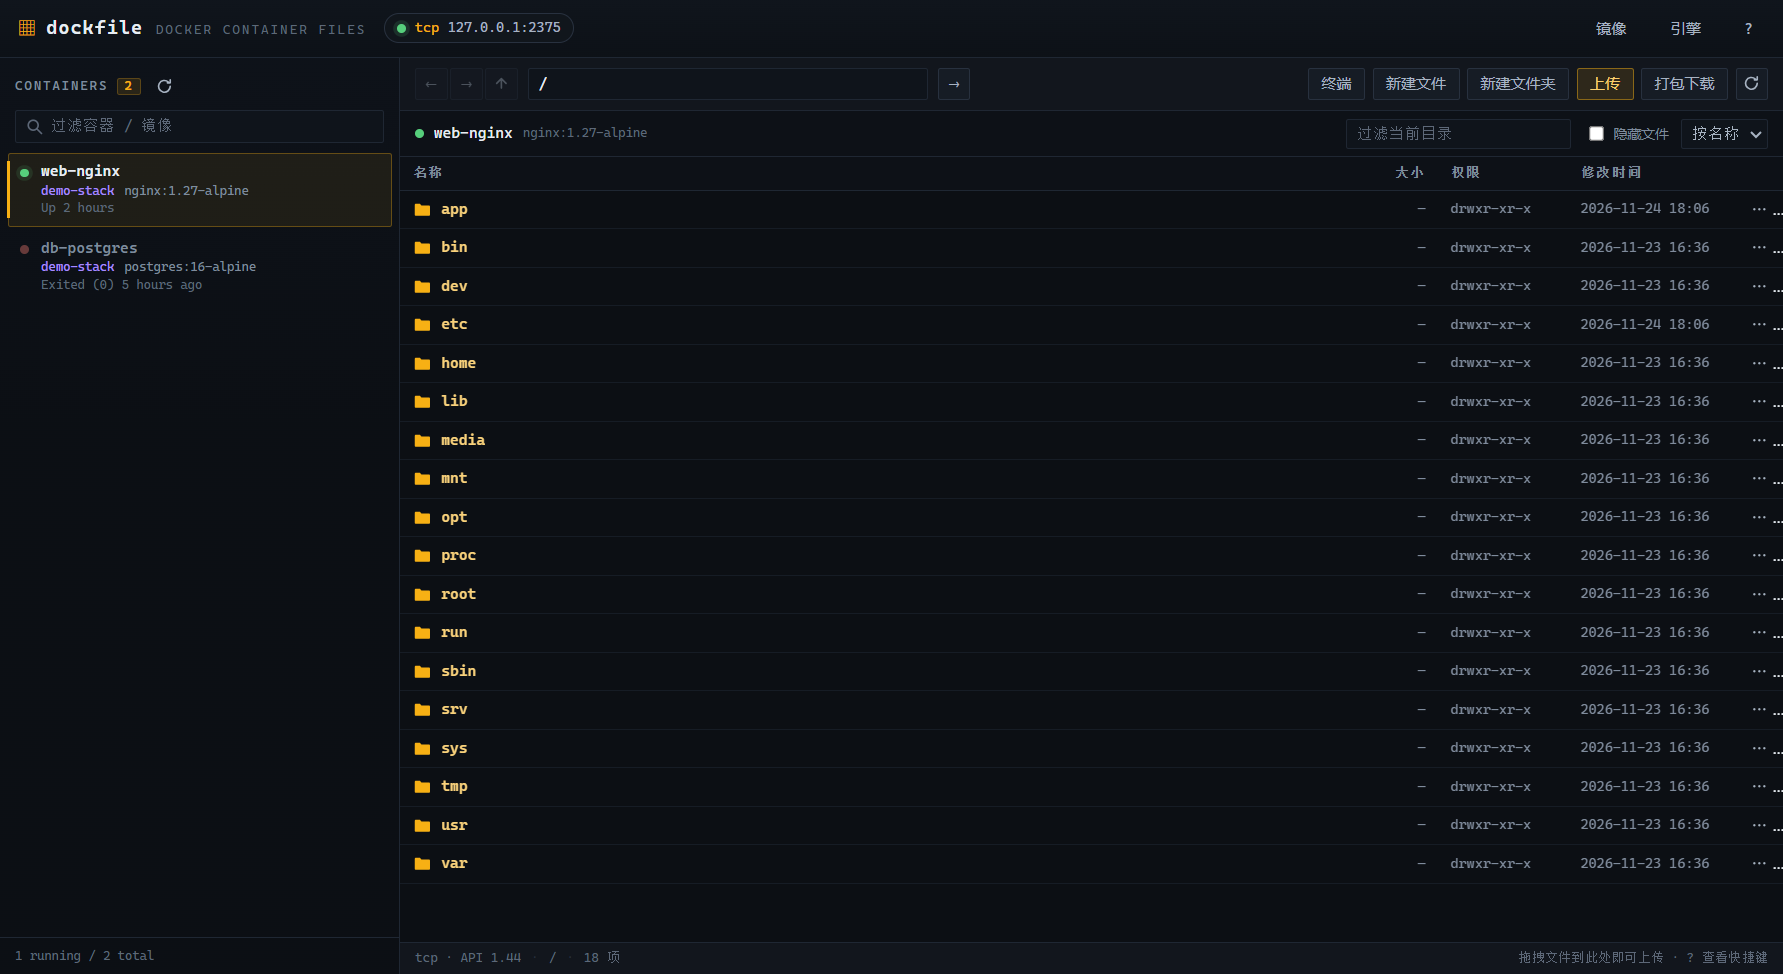 dockfile DOCKER CONTAINER FILES tcp 127.0.0.1:2375 镜像 引擎 ?
CONTAINERS 2
过滤容器 / 镜像
web-nginx
demo-stack nginx:1.27-alpine
Up 2 hours
db-postgres
demo-stack postgres:16-alpine
Exited (0) 5 hours ago
1 running / 2 total
← → ↑ / → 终端 新建文件 新建文件夹 上传 打包下载
web-nginx nginx:1.27-alpine 过滤当前目录 隐藏文件 按名称
名称 大小 权限 修改时间
app — drwxr-xr-x 2026-11-24 18:06 ··· …
bin — drwxr-xr-x 2026-11-23 16:36 ··· …
dev — drwxr-xr-x 2026-11-23 16:36 ··· …
etc — drwxr-xr-x 2026-11-24 18:06 ··· …
home — drwxr-xr-x 2026-11-23 16:36 ··· …
lib — drwxr-xr-x 2026-11-23 16:36 ··· …
media — drwxr-xr-x 2026-11-23 16:36 ··· …
mnt — drwxr-xr-x 2026-11-23 16:36 ··· …
opt — drwxr-xr-x 2026-11-23 16:36 ··· …
proc — drwxr-xr-x 2026-11-23 16:36 ··· …
root — drwxr-xr-x 2026-11-23 16:36 ··· …
run — drwxr-xr-x 2026-11-23 16:36 ··· …
sbin — drwxr-xr-x 2026-11-23 16:36 ··· …
srv — drwxr-xr-x 2026-11-23 16:36 ··· …
sys — drwxr-xr-x 2026-11-23 16:36 ··· …
tmp — drwxr-xr-x 2026-11-23 16:36 ··· …
usr — drwxr-xr-x 2026-11-23 16:36 ··· …
var — drwxr-xr-x 2026-11-23 16:36 ··· …
tcp · API 1.44 · / · 18 项 拖拽文件到此处即可上传 · ? 查看快捷键